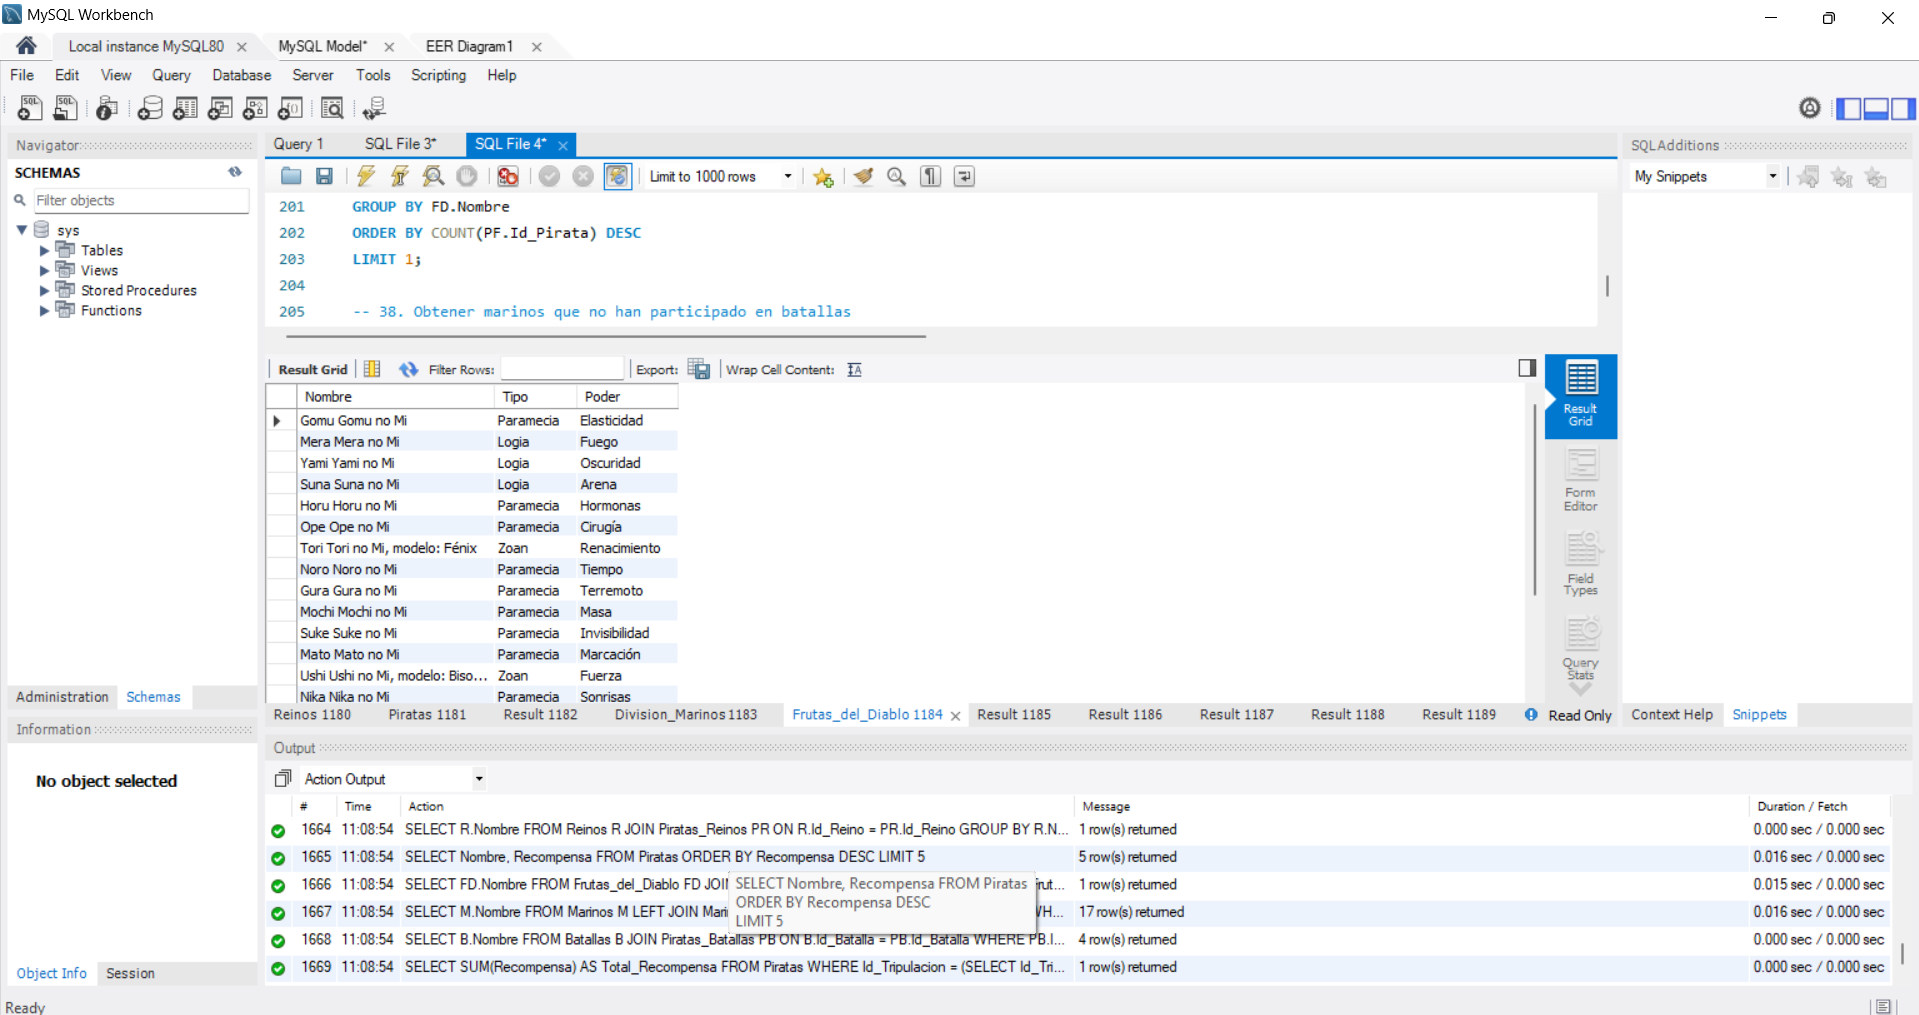 MySQL Workbench
Local instance MySQL80
MySQL Model*
EER Diagram1
File Edit View Query Database Server Tools Scripting Help
Navigator
SCHEMAS
Filter objects
sys
Tables
Views
Stored Procedures
Functions
Administration Schemas
Information
No object selected
Object Info Session
Ready
Query 1 SQL File 3* SQL File 4*
Limit to 1000 rows
201 GROUP BY FD.Nombre
202 ORDER BY COUNT(PF.Id_Pirata) DESC
203 LIMIT 1;
204
205 -- 38. Obtener marinos que no han participado en batallas
Result Grid Filter Rows: Export: Wrap Cell Content:
Nombre Tipo Poder
Gomu Gomu no Mi Paramecia Elasticidad
Mera Mera no Mi Logia Fuego
Yami Yami no Mi Logia Oscuridad
Suna Suna no Mi Logia Arena
Horu Horu no Mi Paramecia Hormonas
Ope Ope no Mi Paramecia Cirugía
Tori Tori no Mi, modelo: Fénix Zoan Renacimiento
Noro Noro no Mi Paramecia Tiempo
Gura Gura no Mi Paramecia Terremoto
Mochi Mochi no Mi Paramecia Masa
Suke Suke no Mi Paramecia Invisibilidad
Mato Mato no Mi Paramecia Marcación
Ushi Ushi no Mi, modelo: Biso... Zoan Fuerza
Nika Nika no Mi Paramecia Sonrisas
Result
Grid
Form
Editor
Field
Types
Query
Stats
Reinos 1180 Piratas 1181 Result 1182 Division_Marinos 1183 Frutas_del_Diablo 1184 Result 1185 Result 1186 Result 1187 Result 1188 Result 1189 Read Only
SQLAdditions
My Snippets
Context Help Snippets
Output
Action Output
# Time Action Message Duration / Fetch
1664 11:08:54 SELECT R.Nombre FROM Reinos R JOIN Piratas_Reinos PR ON R.Id_Reino = PR.Id_Reino GROUP BY R.N... 1 row(s) returned 0.000 sec / 0.000 sec
1665 11:08:54 SELECT Nombre, Recompensa FROM Piratas ORDER BY Recompensa DESC LIMIT 5 5 row(s) returned 0.016 sec / 0.000 sec
1666 11:08:54 SELECT FD.Nombre FROM Frutas_del_Diablo FD JOI rut... 1 row(s) returned 0.015 sec / 0.000 sec
1667 11:08:54 SELECT M.Nombre FROM Marinos M LEFT JOIN Mari WH... 17 row(s) returned 0.016 sec / 0.000 sec
1668 11:08:54 SELECT B.Nombre FROM Batallas B JOIN Piratas_Batallas PB ON B.Id_Batalla = PB.Id_Batalla WHERE PB.I... 4 row(s) returned 0.000 sec / 0.000 sec
1669 11:08:54 SELECT SUM(Recompensa) AS Total_Recompensa FROM Piratas WHERE Id_Tripulacion = (SELECT Id_Tri... 1 row(s) returned 0.000 sec / 0.000 sec
SELECT Nombre, Recompensa FROM Piratas
ORDER BY Recompensa DESC
LIMIT 5